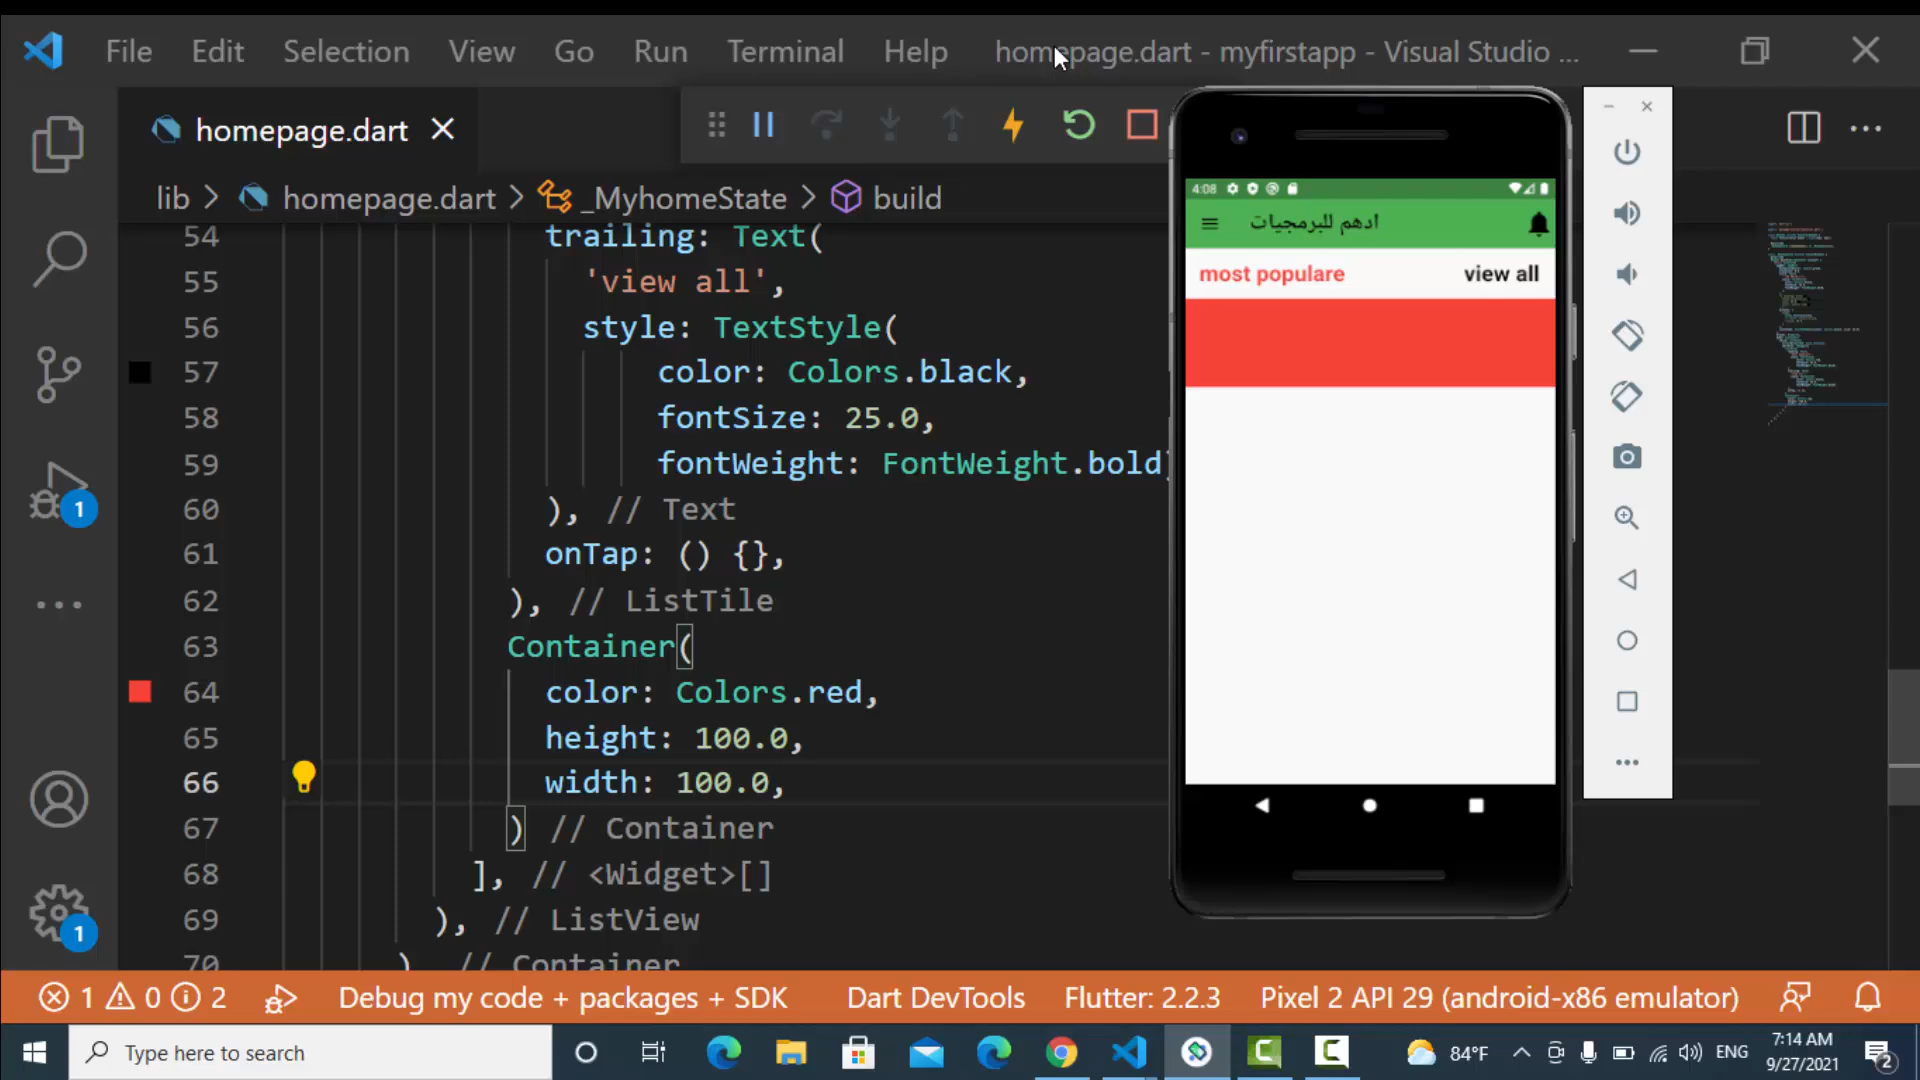 File Edit Selection View Go Run Terminal Help homepage.dart - myfirstapp - Visual Studio ...
homepage.dart
lib > homepage.dart > _MyhomeState > build
54 trailing: Text(
55 'view all',
56 style: TextStyle(
57 color: Colors.black,
58 fontSize: 25.0,
59 fontWeight: FontWeight.bold)
60 ), // Text
61 onTap: () {},
62 ), // ListTile
63 Container(
64 color: Colors.red,
65 height: 100.0,
66 width: 100.0,
67 ) // Container
68 ], // <Widget>[]
69 ), // ListView
70 ) // Container
4:08
ادهم للبرمجيات
most populare view all
1
1
1 0 2 Debug my code + packages + SDK Dart DevTools Flutter: 2.2.3 Pixel 2 API 29 (android-x86 emulator)
Type here to search 84°F ENG 7:14 AM
9/27/2021
2